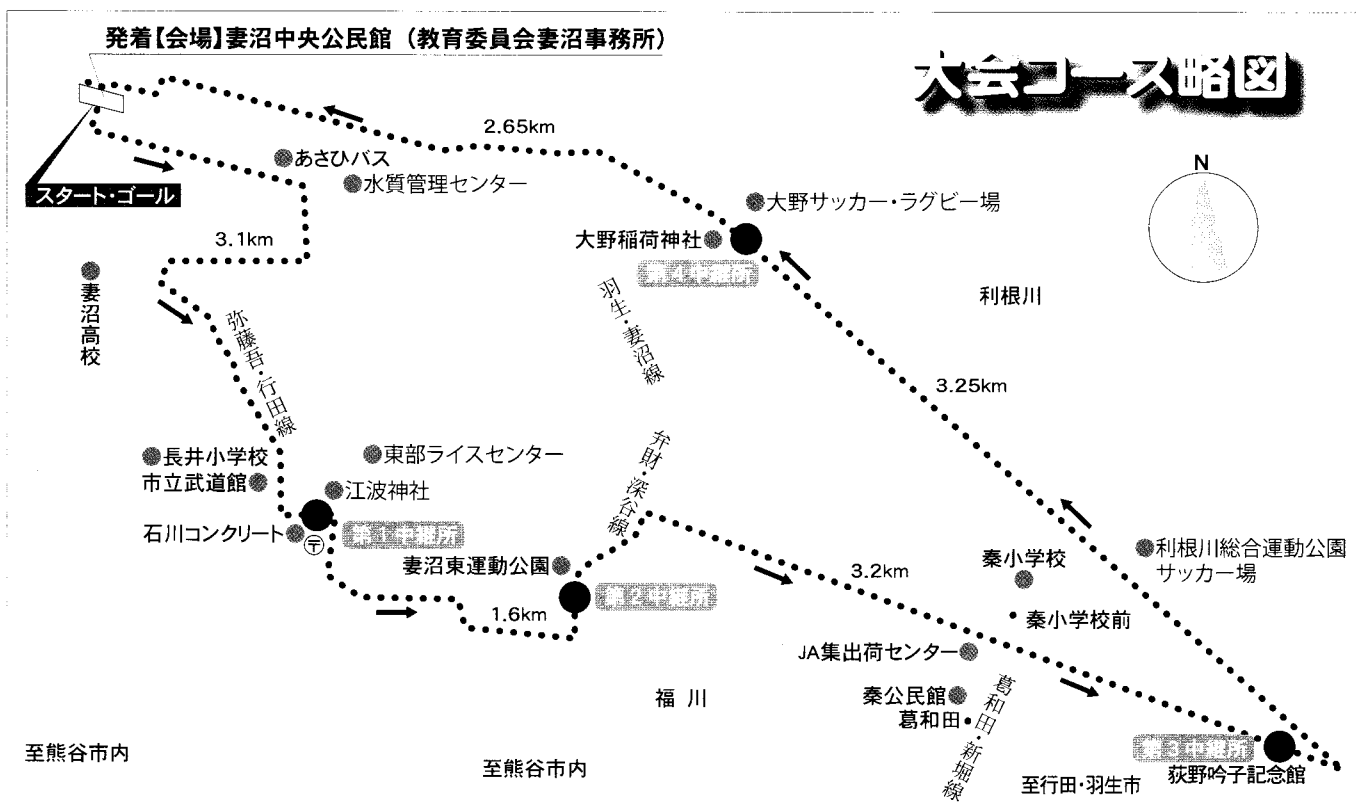 発着【会場】妻沼中央公民館（教育委員会妻沼事務所）
大会コース略図
2.65km
あさひバス
水質管理センター
N
スタート・ゴール
大野サッカー・ラグビー場
3.1km
大野稲荷神社
第4中継所
妻沼高校
利根川
羽生・妻沼線
弥藤吾・行田線
3.25km
長井小学校
東部ライスセンター
市立武道館
江波神社
弁財・深谷線
石川コンクリート
〒
第1中継所
妻沼東運動公園
第2中継所
3.2km
秦小学校
利根川総合運動公園
サッカー場
1.6km
秦小学校前
JA集出荷センター
福川
秦公民館
葛和田
葛和田・新堀線
至熊谷市内
至熊谷市内
第3中継所
荻野吟子記念館
至行田・羽生市